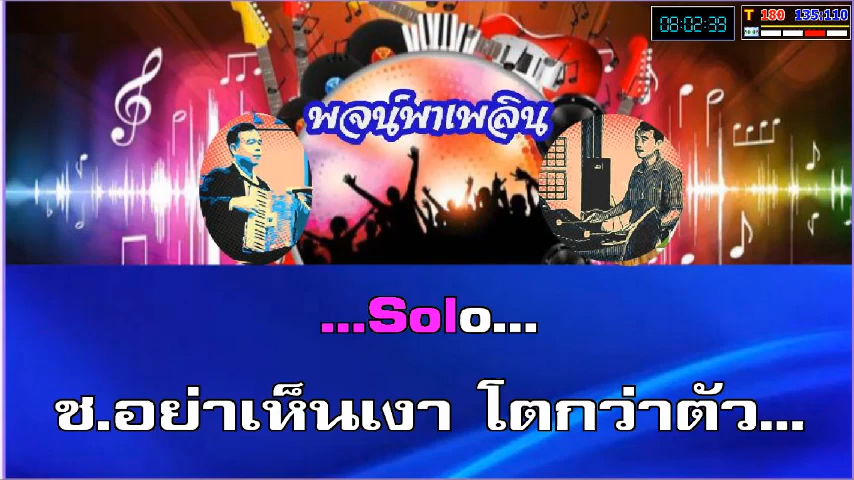 08:02:39
T 180 135:110
พจน์พาเพลิน
...Solo...
ช.อย่าเห็นเงา โตกว่าตัว...